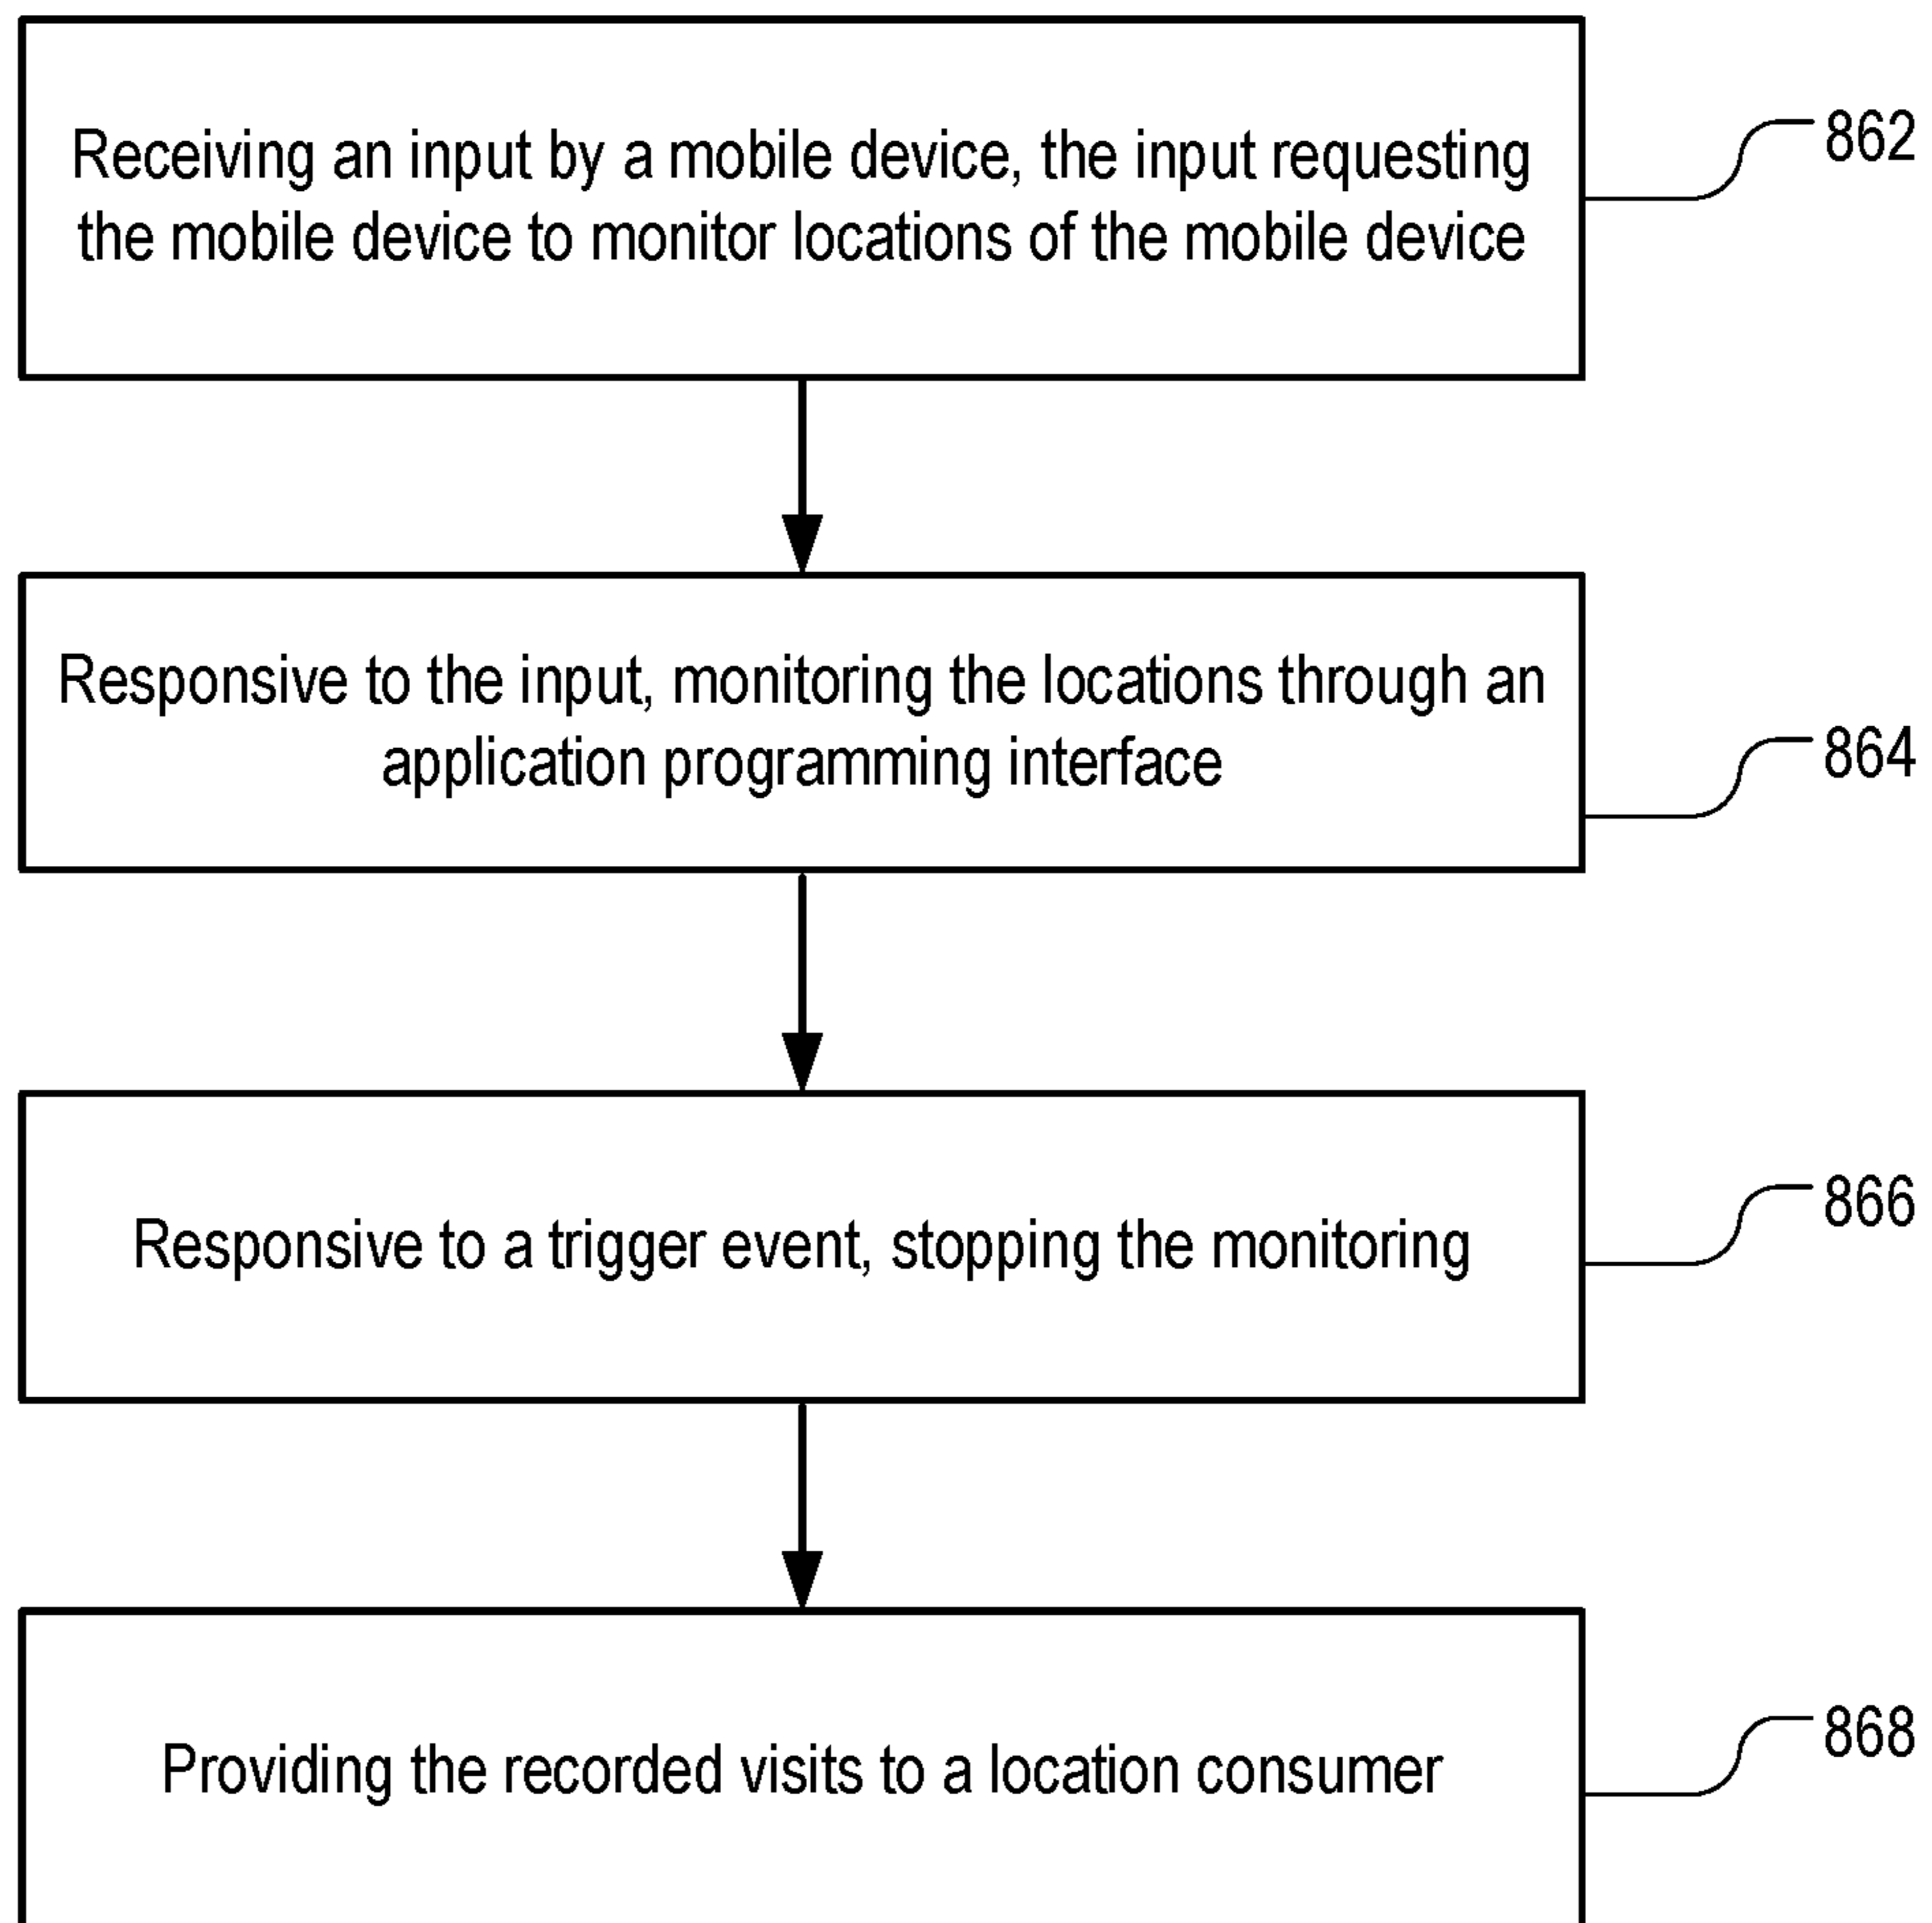 Receiving an input by a mobile device, the input requesting
the mobile device to monitor locations of the mobile device
862
Responsive to the input, monitoring the locations through an
application programming interface
864
Responsive to a trigger event, stopping the monitoring
866
Providing the recorded visits to a location consumer
868